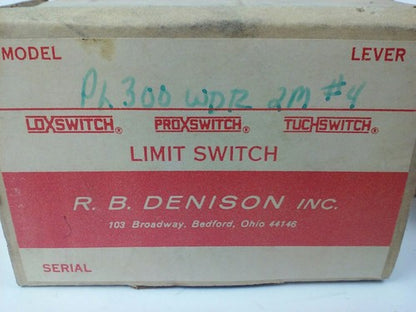 MODEL LEVER
PL300 WDR 2M #4
LOXSWITCH® PROXSWITCH® TUCHSWITCH®
LIMIT SWITCH
R. B. DENISON INC.
103 Broadway, Bedford, Ohio 44146
SERIAL